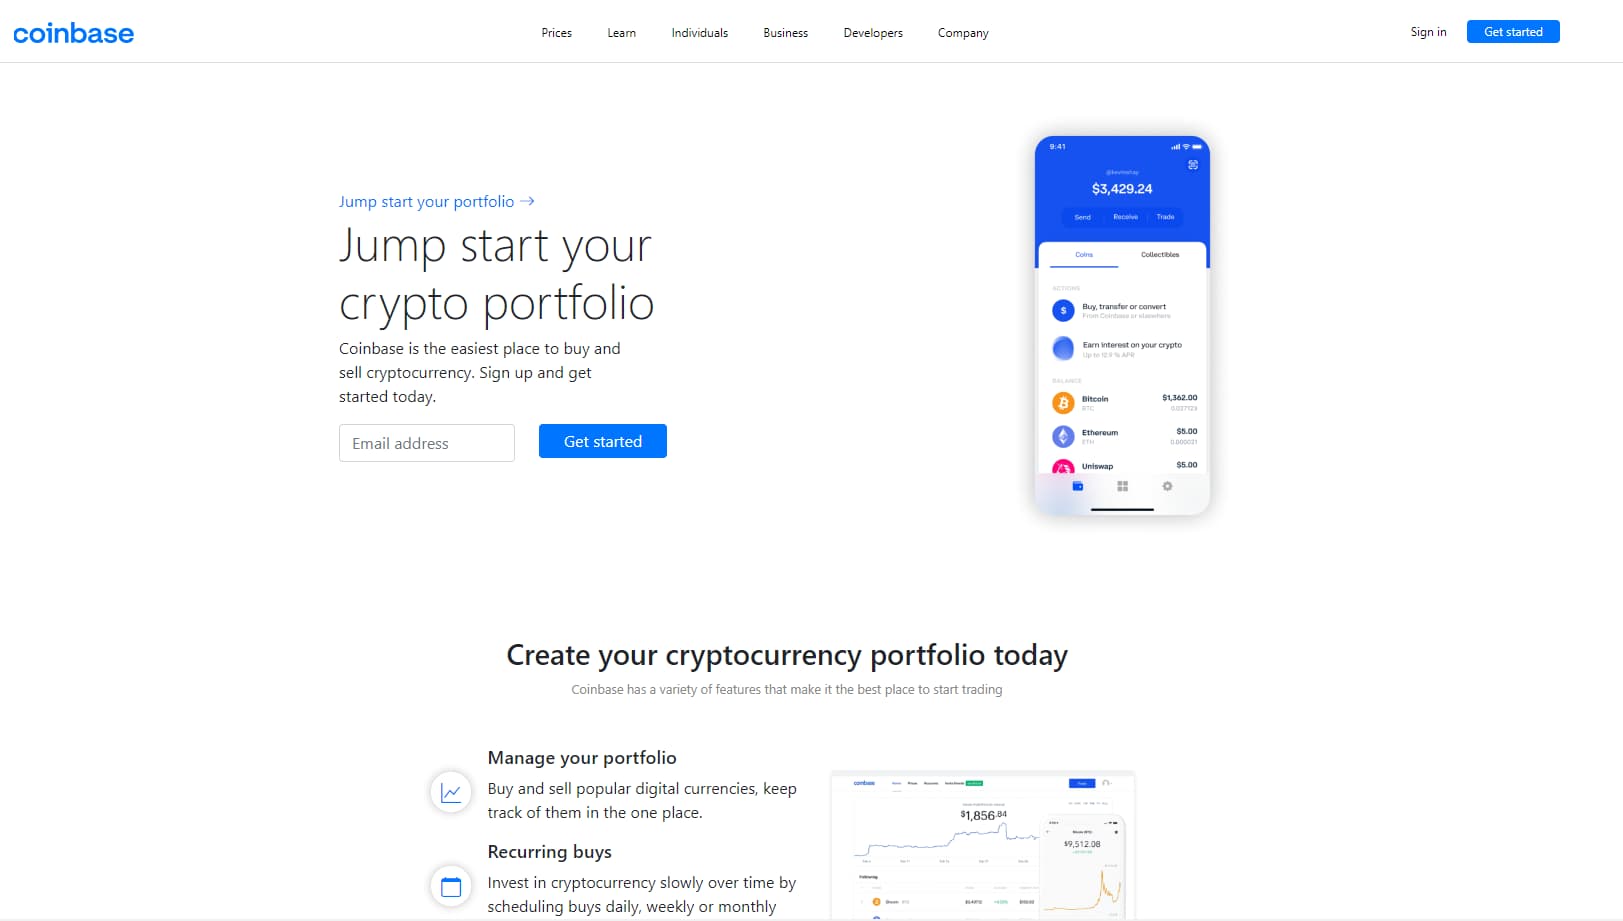 coinbase
Prices
Learn
Individuals
Business
Developers
Company
Sign in
Get started
Jump start your portfolio →
Jump start your
crypto portfolio
Coinbase is the easiest place to buy and
sell cryptocurrency. Sign up and get
started today.
Email address
Get started
9:41
$3,429.24
Send
Receive
Trade
Coins
Collectibles
ACTIONS
$
Buy, transfer or convert
From Coinbase or elsewhere
Earn interest on your crypto
Up to 12.9 % APR
BALANCE
Bitcoin $1,362.00
BTC
Ethereum $5.00
ETH
Uniswap $5.00
Create your cryptocurrency portfolio today
Coinbase has a variety of features that make it the best place to start trading
Manage your portfolio
Buy and sell popular digital currencies, keep
track of them in the one place.
Recurring buys
Invest in cryptocurrency slowly over time by
scheduling buys daily, weekly or monthly
coinbase
$1,856.84
Following
Bitcoin
$9,512.08